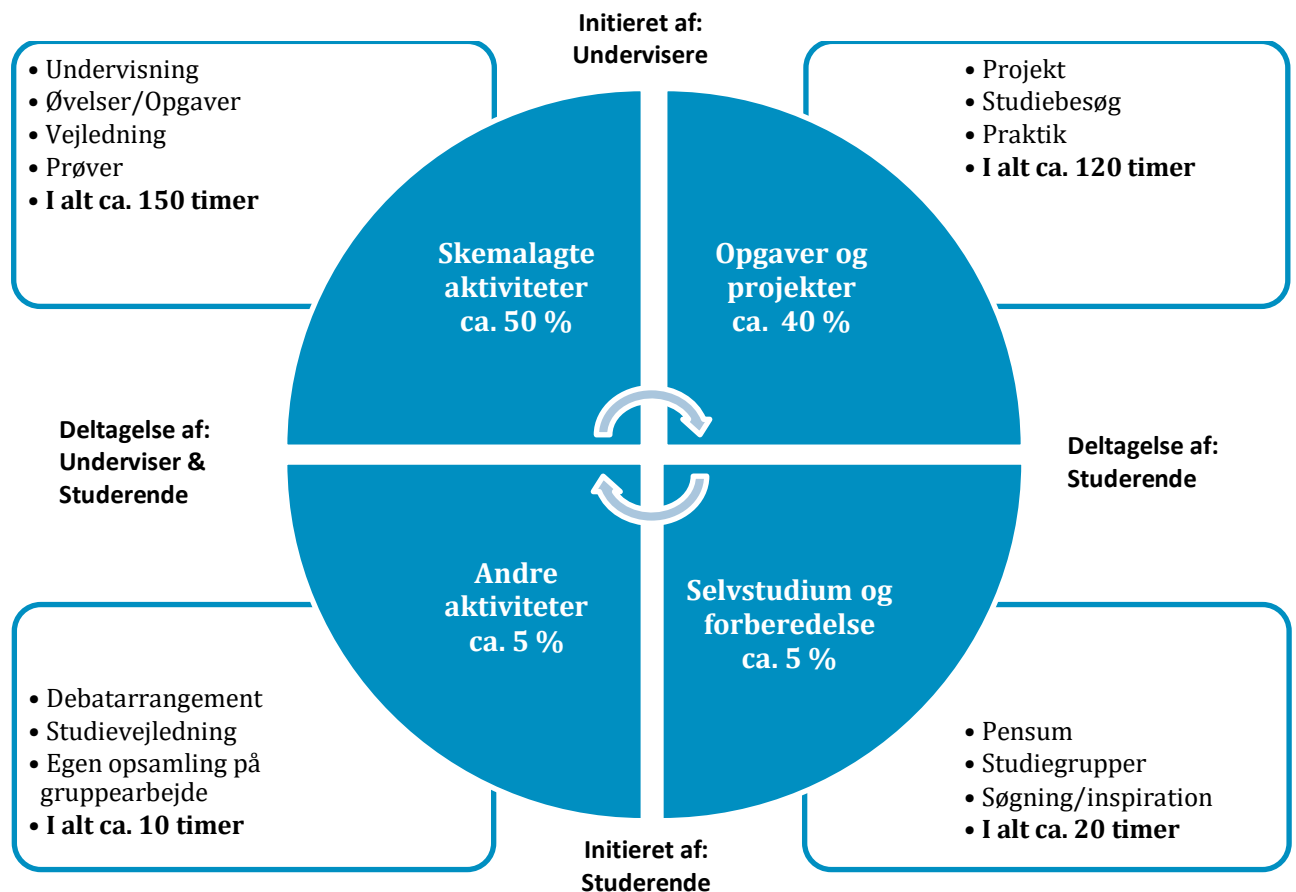 Initieret af:
Undervisere
• Undervisning
• Øvelser/Opgaver
• Vejledning
• Prøver
• I alt ca. 150 timer
• Projekt
• Studiebesøg
• Praktik
• I alt ca. 120 timer
Skemalagte
aktiviteter
ca. 50 %
Opgaver og
projekter
ca. 40 %
Deltagelse af:
Underviser &
Studerende
Deltagelse af:
Studerende
Andre
aktiviteter
ca. 5 %
Selvstudium og
forberedelse
ca. 5 %
• Debatarrangement
• Studievejledning
• Egen opsamling på
gruppearbejde
• I alt ca. 10 timer
• Pensum
• Studiegrupper
• Søgning/inspiration
• I alt ca. 20 timer
Initieret af:
Studerende